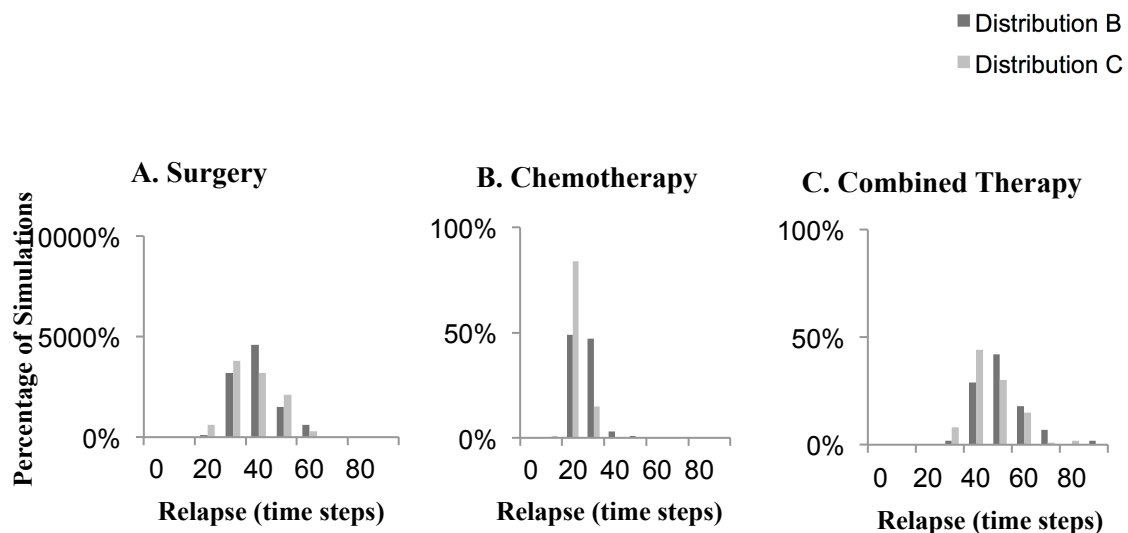 Distribution B
Distribution C
A. Surgery
B. Chemotherapy
C. Combined Therapy
Percentage of Simulations
10000%
5000%
0%
0 20 40 60 80
Relapse (time steps)
100%
50%
0%
0 20 40 60 80
Relapse (time steps)
100%
50%
0%
0 20 40 60 80
Relapse (time steps)